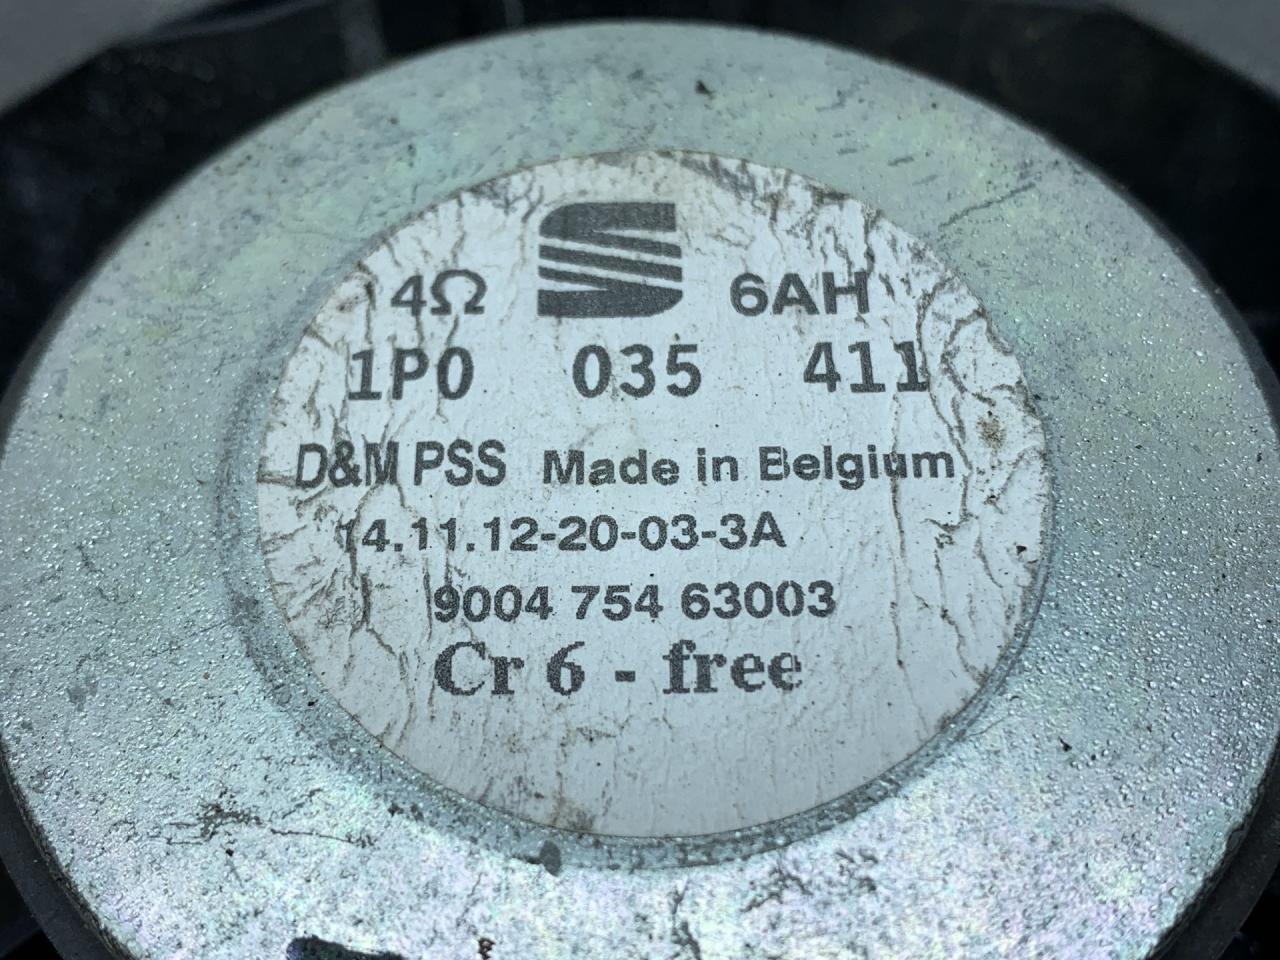 4Ω 6AH
1P0 035 411
D&M PSS Made in Belgium
14.11.12-20-03-3A
9004 754 63003
Cr 6 - free